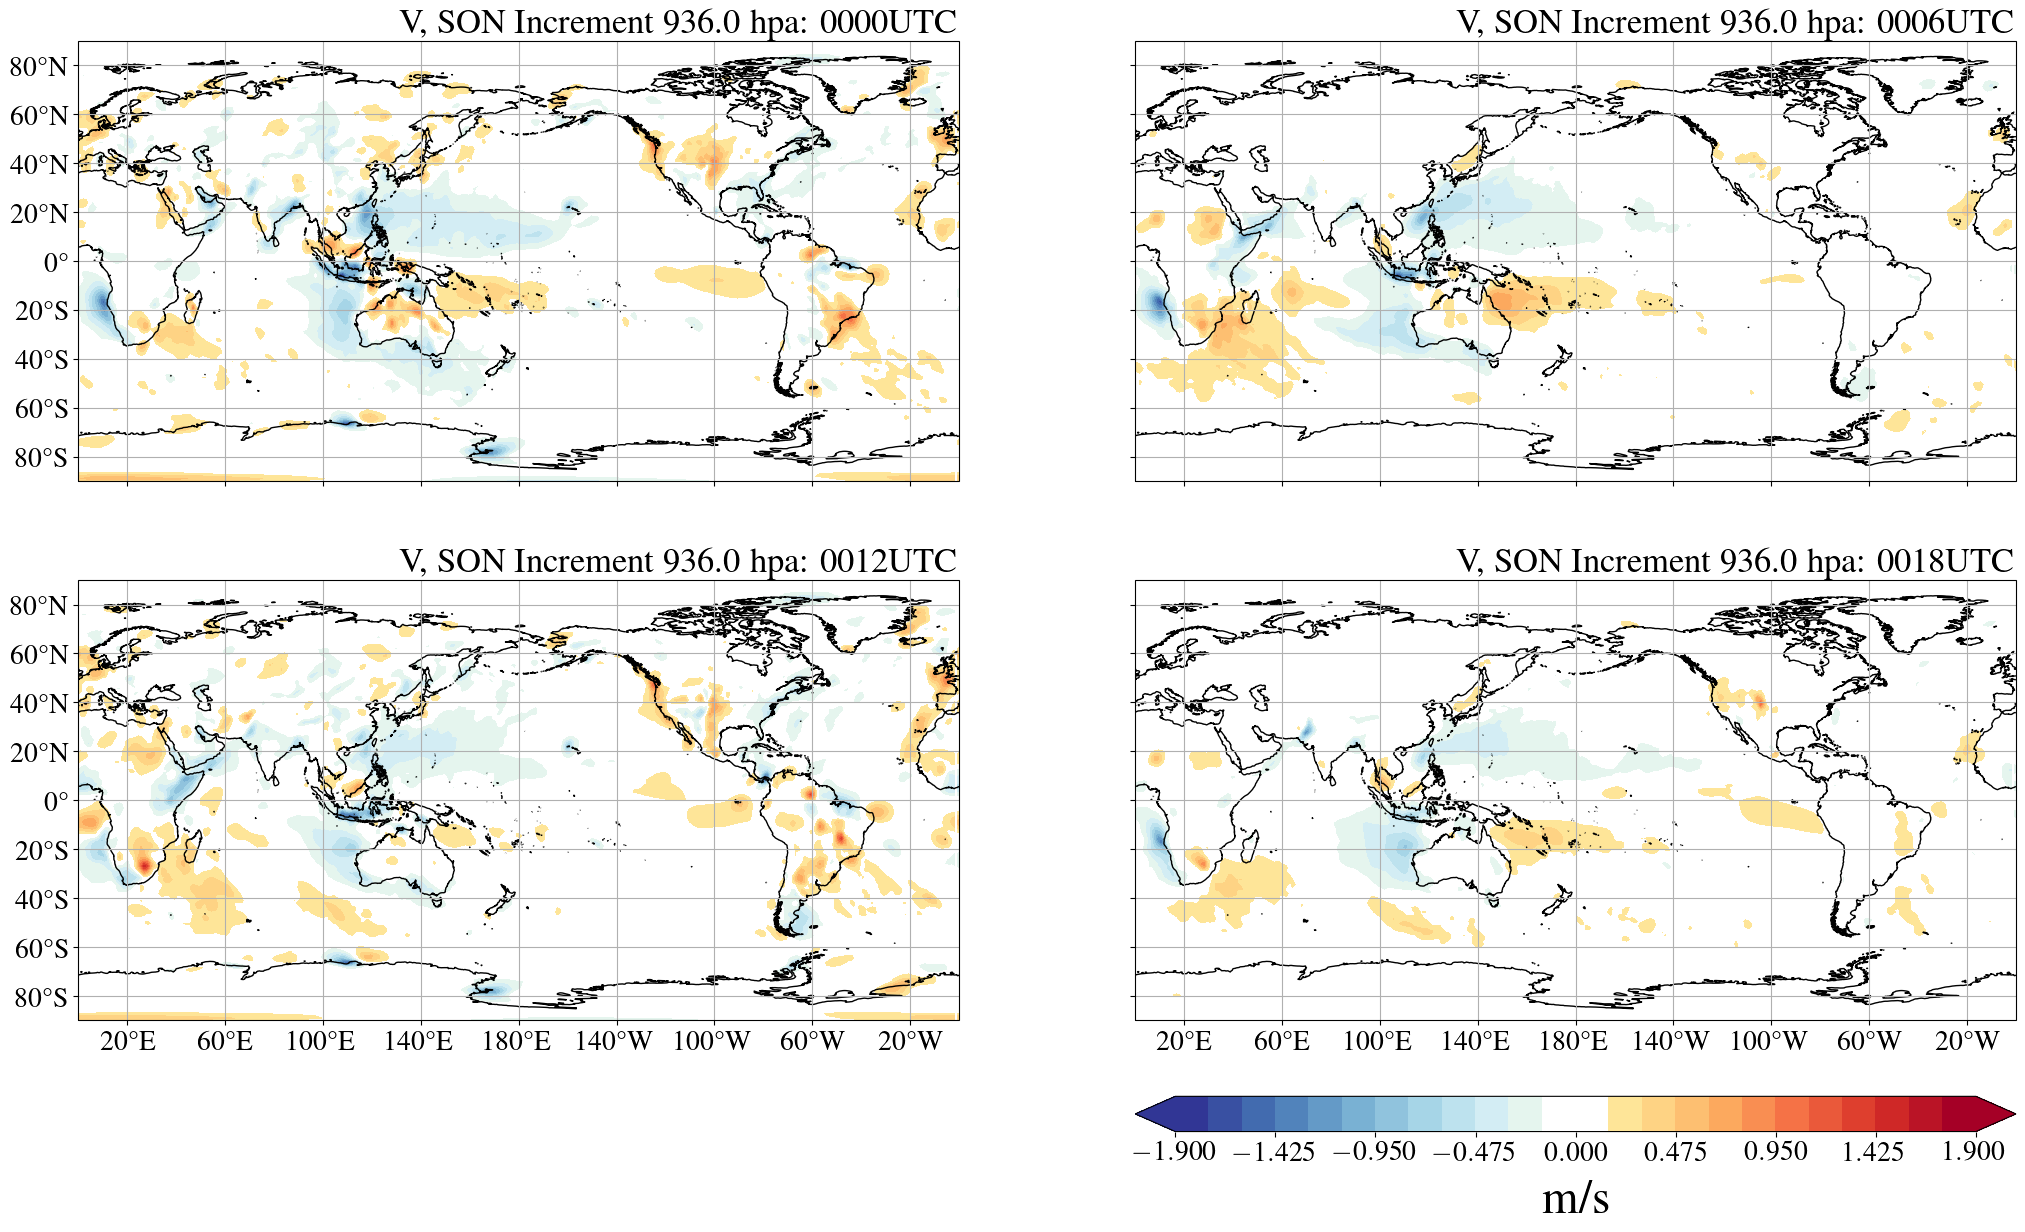 V, SON Increment 936.0 hpa: 0000UTC
80°N
60°N
40°N
20°N
0°
20°S
40°S
60°S
80°S
V, SON Increment 936.0 hpa: 0006UTC
V, SON Increment 936.0 hpa: 0012UTC
80°N
60°N
40°N
20°N
0°
20°S
40°S
60°S
80°S
20°E 60°E 100°E 140°E 180°E 140°W 100°W 60°W 20°W
V, SON Increment 936.0 hpa: 0018UTC
20°E 60°E 100°E 140°E 180°E 140°W 100°W 60°W 20°W
−1.900 −1.425 −0.950 −0.475 0.000 0.475 0.950 1.425 1.900
m/s